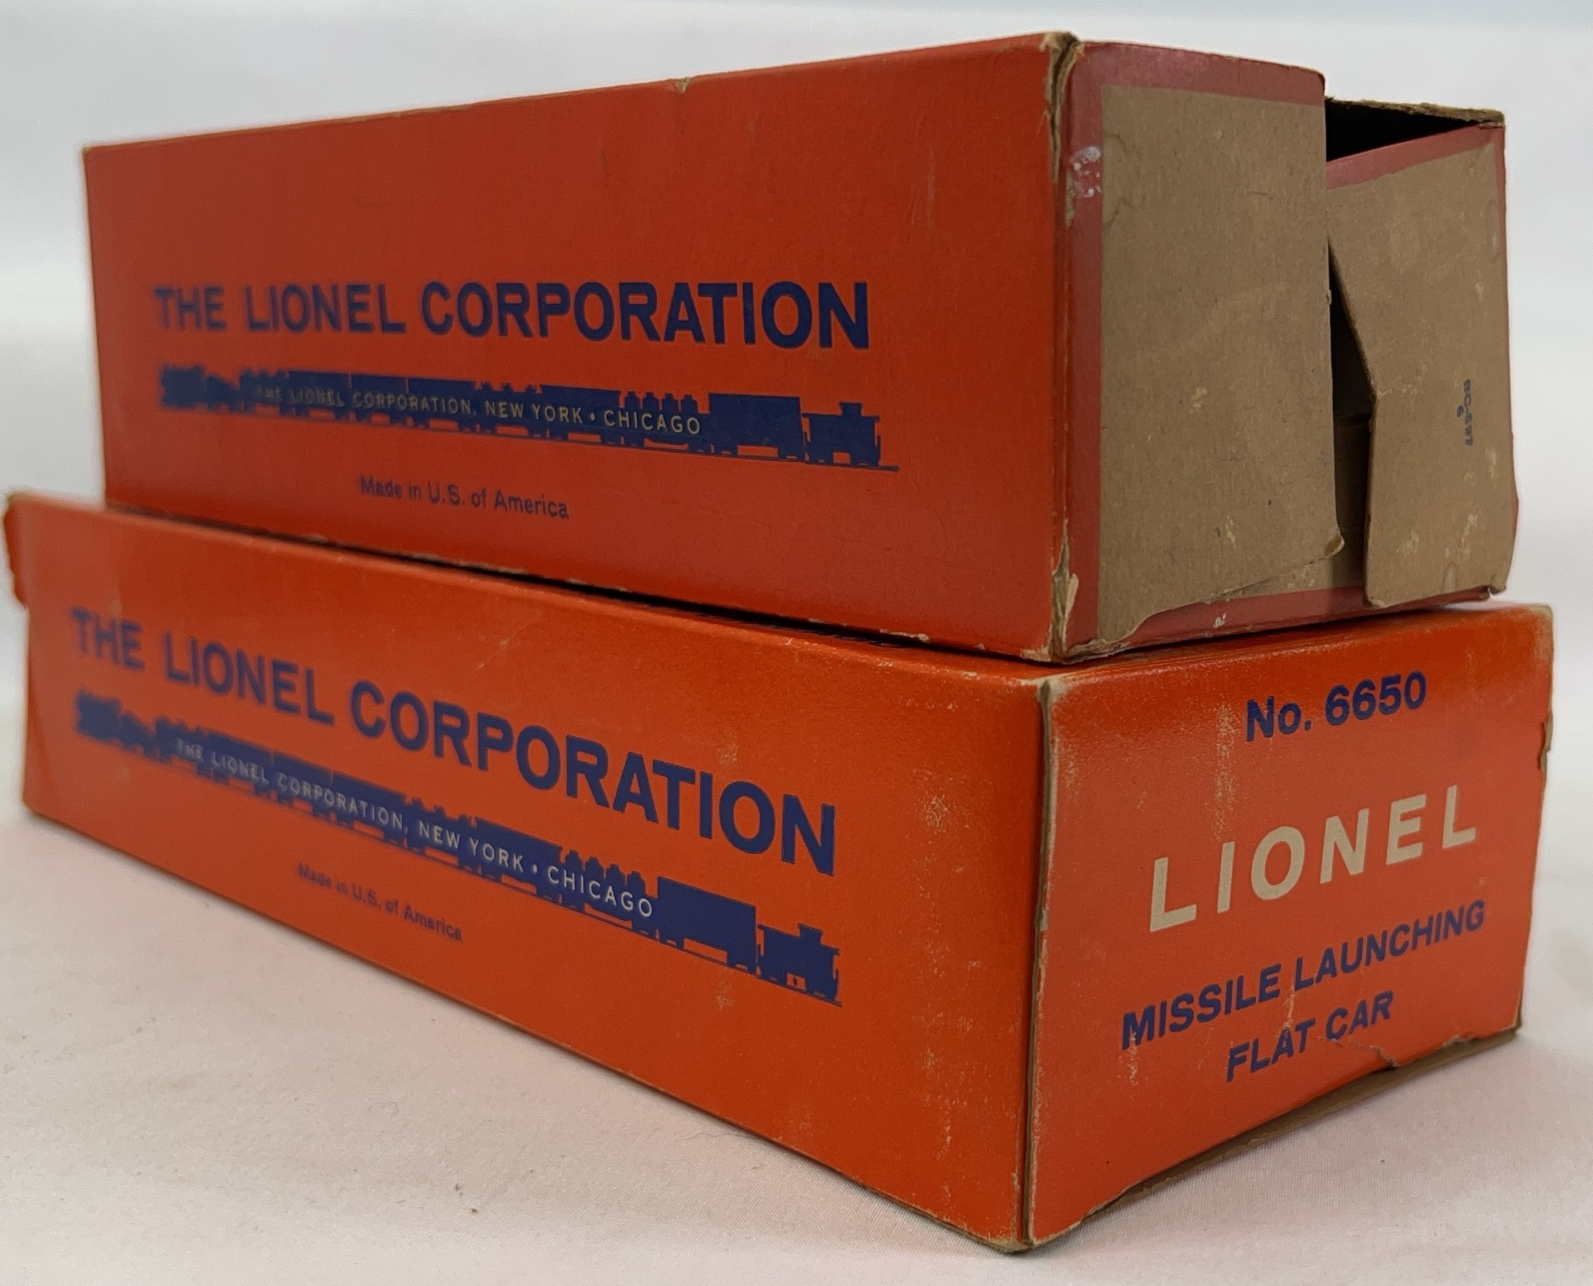 THE LIONEL CORPORATION
THE LIONEL CORPORATION, NEW YORK • CHICAGO
Made in U.S. of America
THE LIONEL CORPORATION
THE LIONEL CORPORATION, NEW YORK • CHICAGO
Made in U.S. of America
No. 6650
LIONEL
MISSILE LAUNCHING
FLAT CAR